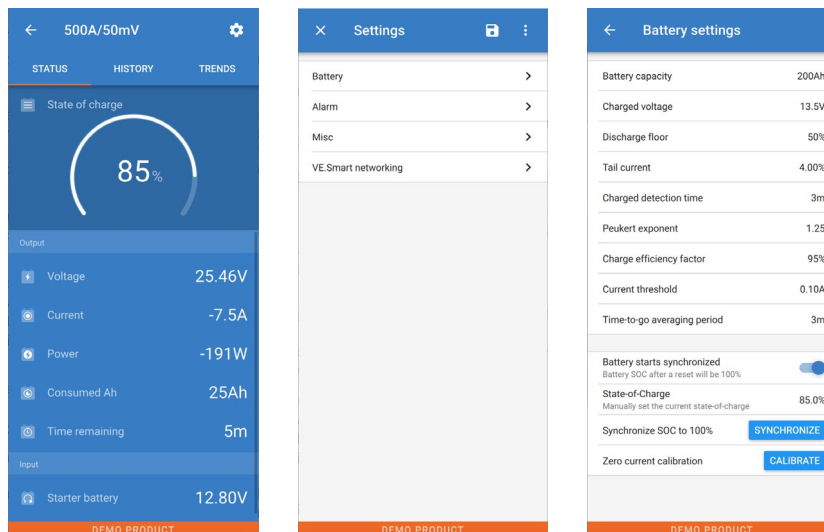 500A/50mV
STATUS HISTORY TRENDS
State of charge
85%
Output
Voltage 25.46V
Current -7.5A
Power -191W
Consumed Ah 25Ah
Time remaining 5m
Input
Starter battery 12.80V
DEMO PRODUCT
Settings
Battery
Alarm
Misc
VE.Smart networking
DEMO PRODUCT
Battery settings
Battery capacity 200Ah
Charged voltage 13.5V
Discharge floor 50%
Tail current 4.00%
Charged detection time 3m
Peukert exponent 1.25
Charge efficiency factor 95%
Current threshold 0.10A
Time-to-go averaging period 3m
Battery starts synchronized
Battery SOC after a reset will be 100%
State-of-Charge 85.0%
Manually set the current state-of-charge
Synchronize SOC to 100% SYNCHRONIZE
Zero current calibration CALIBRATE
DEMO PRODUCT